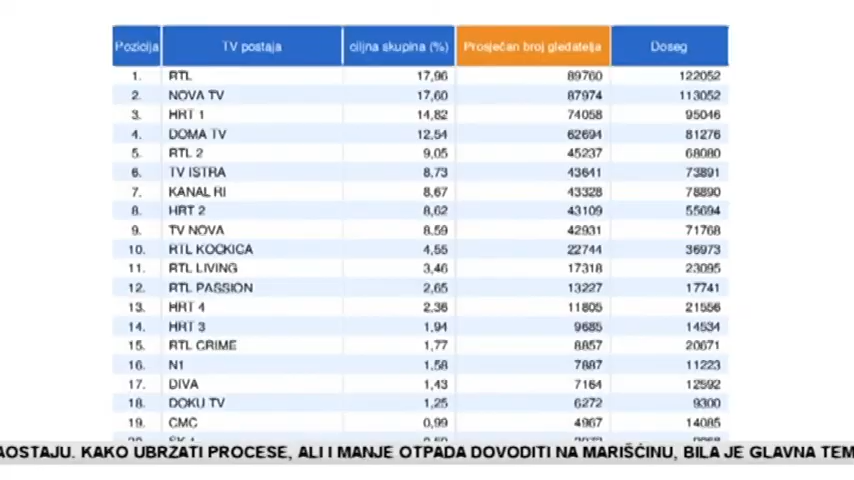 Pozicija TV postaja ciljna skupina (%) Prosječan broj gledatelja Doseg
1. RTL 17,96 89760 122052
2. NOVA TV 17,60 87974 113052
3. HRT 1 14,82 74058 95046
4. DOMA TV 12,54 62694 81276
5. RTL 2 9,05 45237 68080
6. TV ISTRA 8,73 43641 73891
7. KANAL RI 8,67 43328 78890
8. HRT 2 8,62 43109 55694
9. TV NOVA 8,59 42931 71768
10. RTL KOCKICA 4,55 22744 36973
11. RTL LIVING 3,46 17318 23095
12. RTL PASSION 2,65 13227 17741
13. HRT 4 2,36 11805 21556
14. HRT 3 1,94 9685 14534
15. RTL CRIME 1,77 8857 20671
16. N1 1,58 7887 11223
17. DIVA 1,43 7164 12592
18. DOKU TV 1,25 6272 9300
19. CMC 0,99 4967 14085
AOSTAJU. KAKO UBRZATI PROCESE, ALI I MANJE OTPADA DOVODITI NA MARIŠĆINU, BILA JE GLAVNA TEM